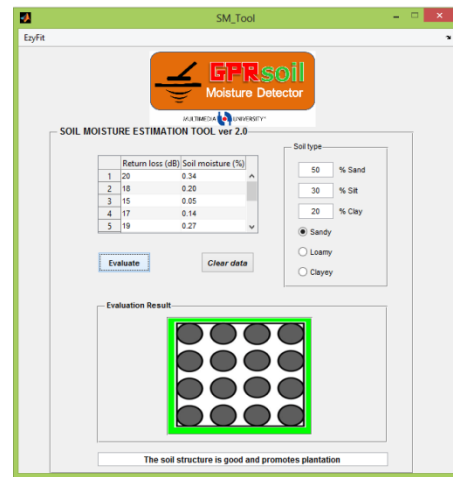 SM_Tool
EzyFit
GPRsoil
Moisture Detector
MULTIMEDIA UNIVERSITY
SOIL MOISTURE ESTIMATION TOOL ver 2.0
Return loss (dB) Soil moisture (%)
1 20 0.34
2 18 0.20
3 15 0.05
4 17 0.14
5 19 0.27
Evaluate
Clear data
Soil type
50 % Sand
30 % Silt
20 % Clay
Sandy
Loamy
Clayey
Evaluation Result
The soil structure is good and promotes plantation